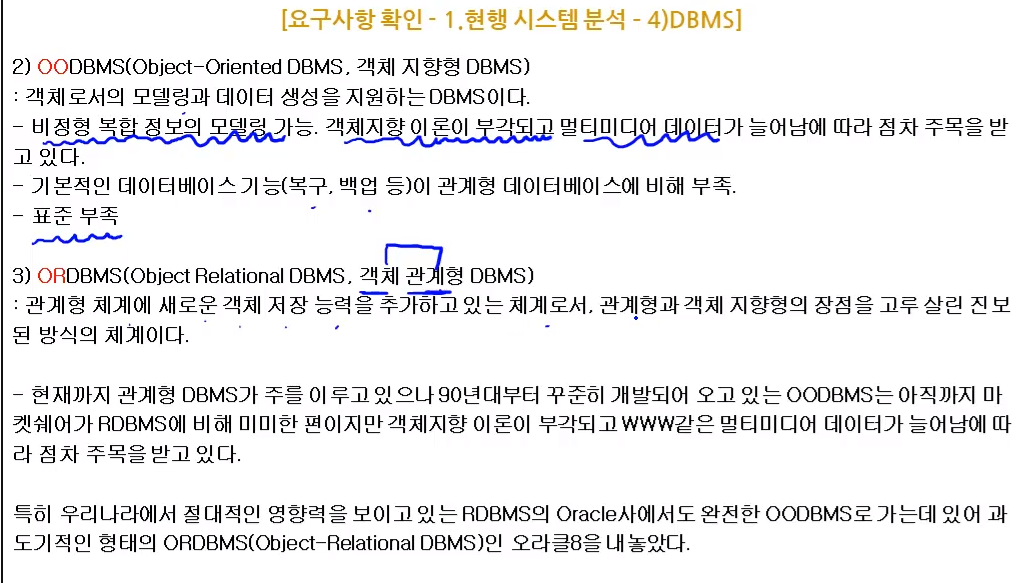 [요구사항 확인 - 1.현행 시스템 분석 - 4)DBMS]
2) OODBMS(Object-Oriented DBMS, 객체 지향형 DBMS)
: 객체로서의 모델링과 데이터 생성을 지원하는 DBMS이다.
- 비정형 복합 정보의 모델링 가능. 객체지향 이론이 부각되고 멀티미디어 데이터가 늘어남에 따라 점차 주목을 받
고 있다.
- 기본적인 데이터베이스 기능(복구, 백업 등)이 관계형 데이터베이스에 비해 부족.
- 표준 부족
3) ORDBMS(Object Relational DBMS, 객체 관계형 DBMS)
: 관계형 체계에 새로운 객체 저장 능력을 추가하고 있는 체계로서, 관계형과 객체 지향형의 장점을 고루 살린 진보
된 방식의 체계이다.
- 현재까지 관계형 DBMS가 주를 이루고 있으나 90년대부터 꾸준히 개발되어 오고 있는 OODBMS는 아직까지 마
켓쉐어가 RDBMS에 비해 미미한 편이지만 객체지향 이론이 부각되고 WWW같은 멀티미디어 데이터가 늘어남에 따
라 점차 주목을 받고 있다.
특히 우리나라에서 절대적인 영향력을 보이고 있는 RDBMS의 Oracle사에서도 완전한 OODBMS로 가는데 있어 과
도기적인 형태의 ORDBMS(Object-Relational DBMS)인 오라클8을 내놓았다.